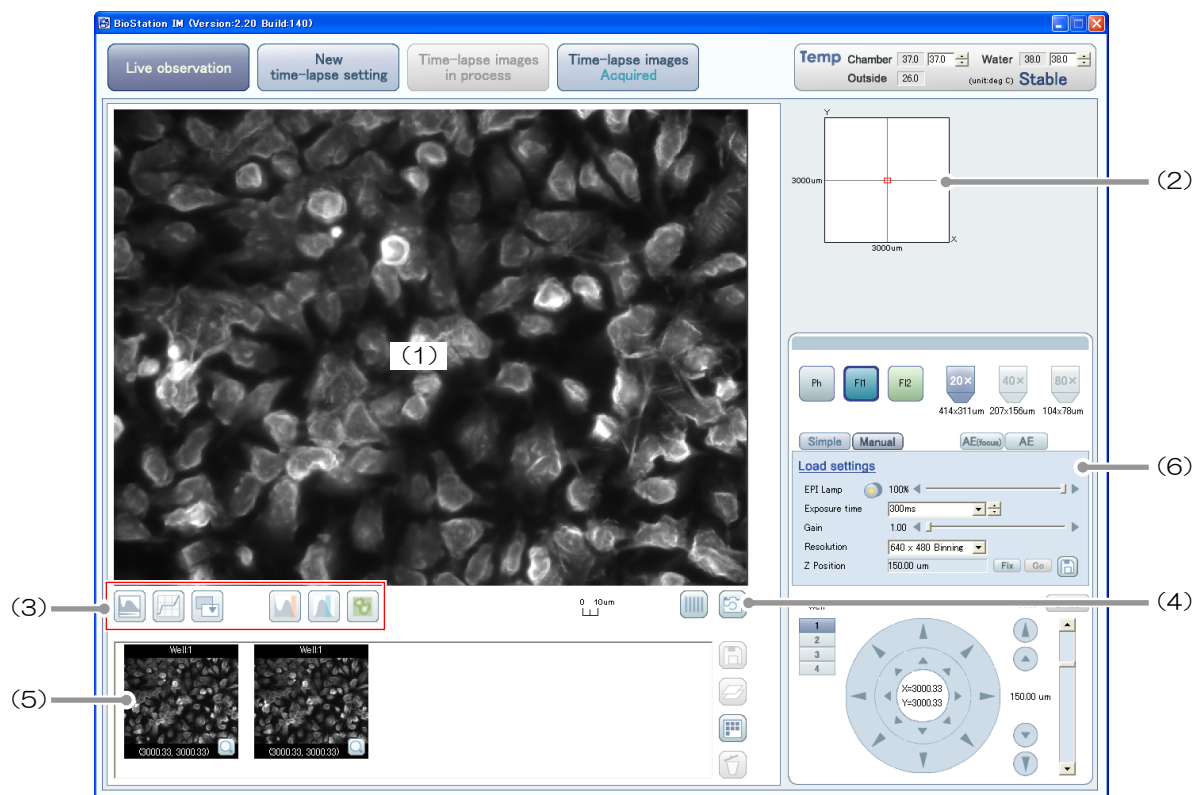 BioStation IM (Version:2.20 Build:140)
Live observation
New
time-lapse setting
Time-lapse images
in process
Time-lapse images
Acquired
Temp Chamber 37.0 37.0 Water 38.0 38.0
Outside 26.0 (unit:deg C) Stable
Y
3000um
X
3000um
(2)
(1)
Ph Fl1 Fl2 20× 40× 80×
414x311um 207x156um 104x78um
Simple Manual AE(focus) AE
Load settings
(6)
EPI Lamp 100%
Exposure time 300ms
Gain 1.00
Resolution 640 x 480 Binning
Z Position 150.00 um Fix Go
(3)
0 10um
(4)
Well:1 Well:1
(3000.33, 3000.33) (3000.33, 3000.33)
(5)
1
2
3
4
X=3000.33
Y=3000.33
150.00 um